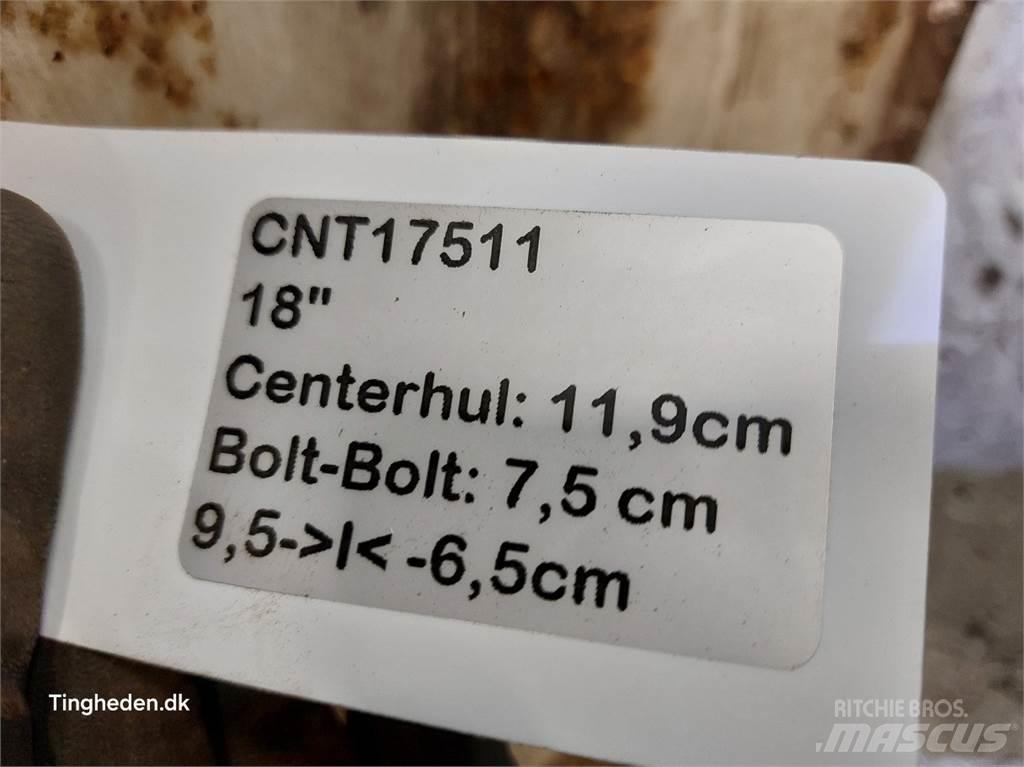 CNT17511
18"
Centerhul: 11,9cm
Bolt-Bolt: 7,5 cm
9,5->|< -6,5cm
Tingheden.dk
RITCHIE BROS.
MASCUS